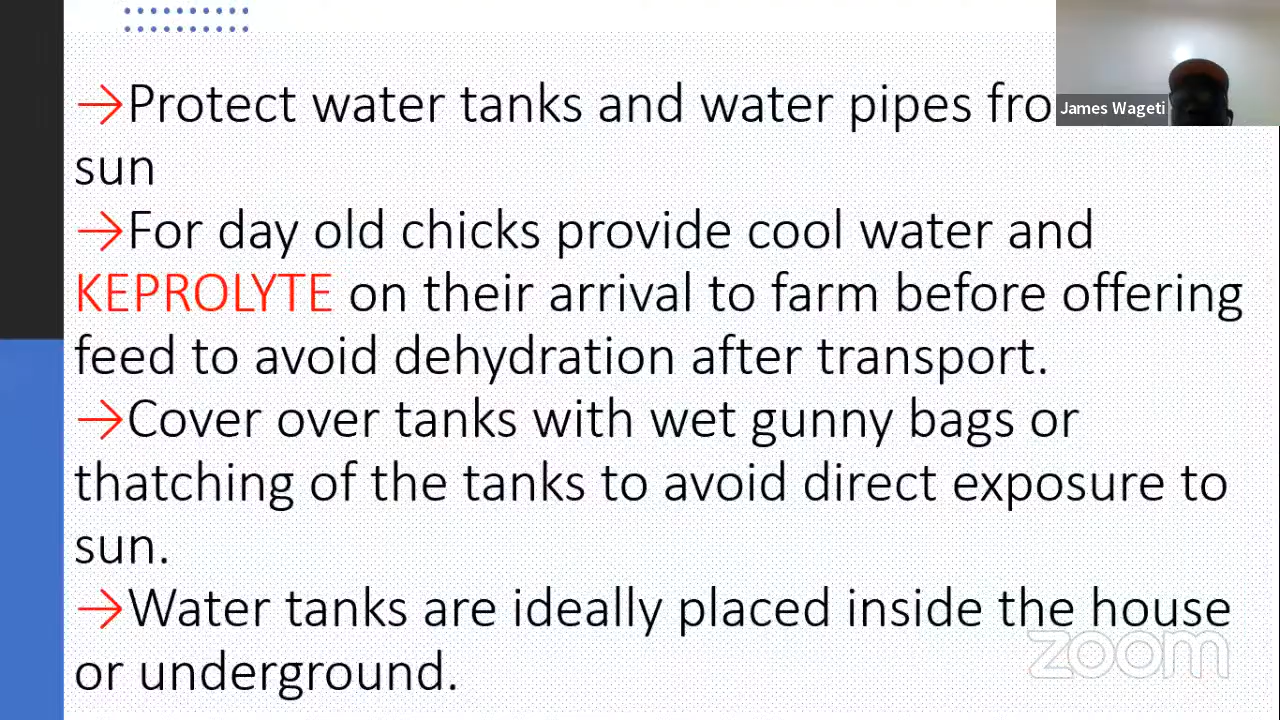 →Protect water tanks and water pipes fro
James Wageti
sun
→For day old chicks provide cool water and
KEPROLYTE on their arrival to farm before offering
feed to avoid dehydration after transport.
→Cover over tanks with wet gunny bags or
thatching of the tanks to avoid direct exposure to
sun.
→Water tanks are ideally placed inside the house
or underground.
zoom